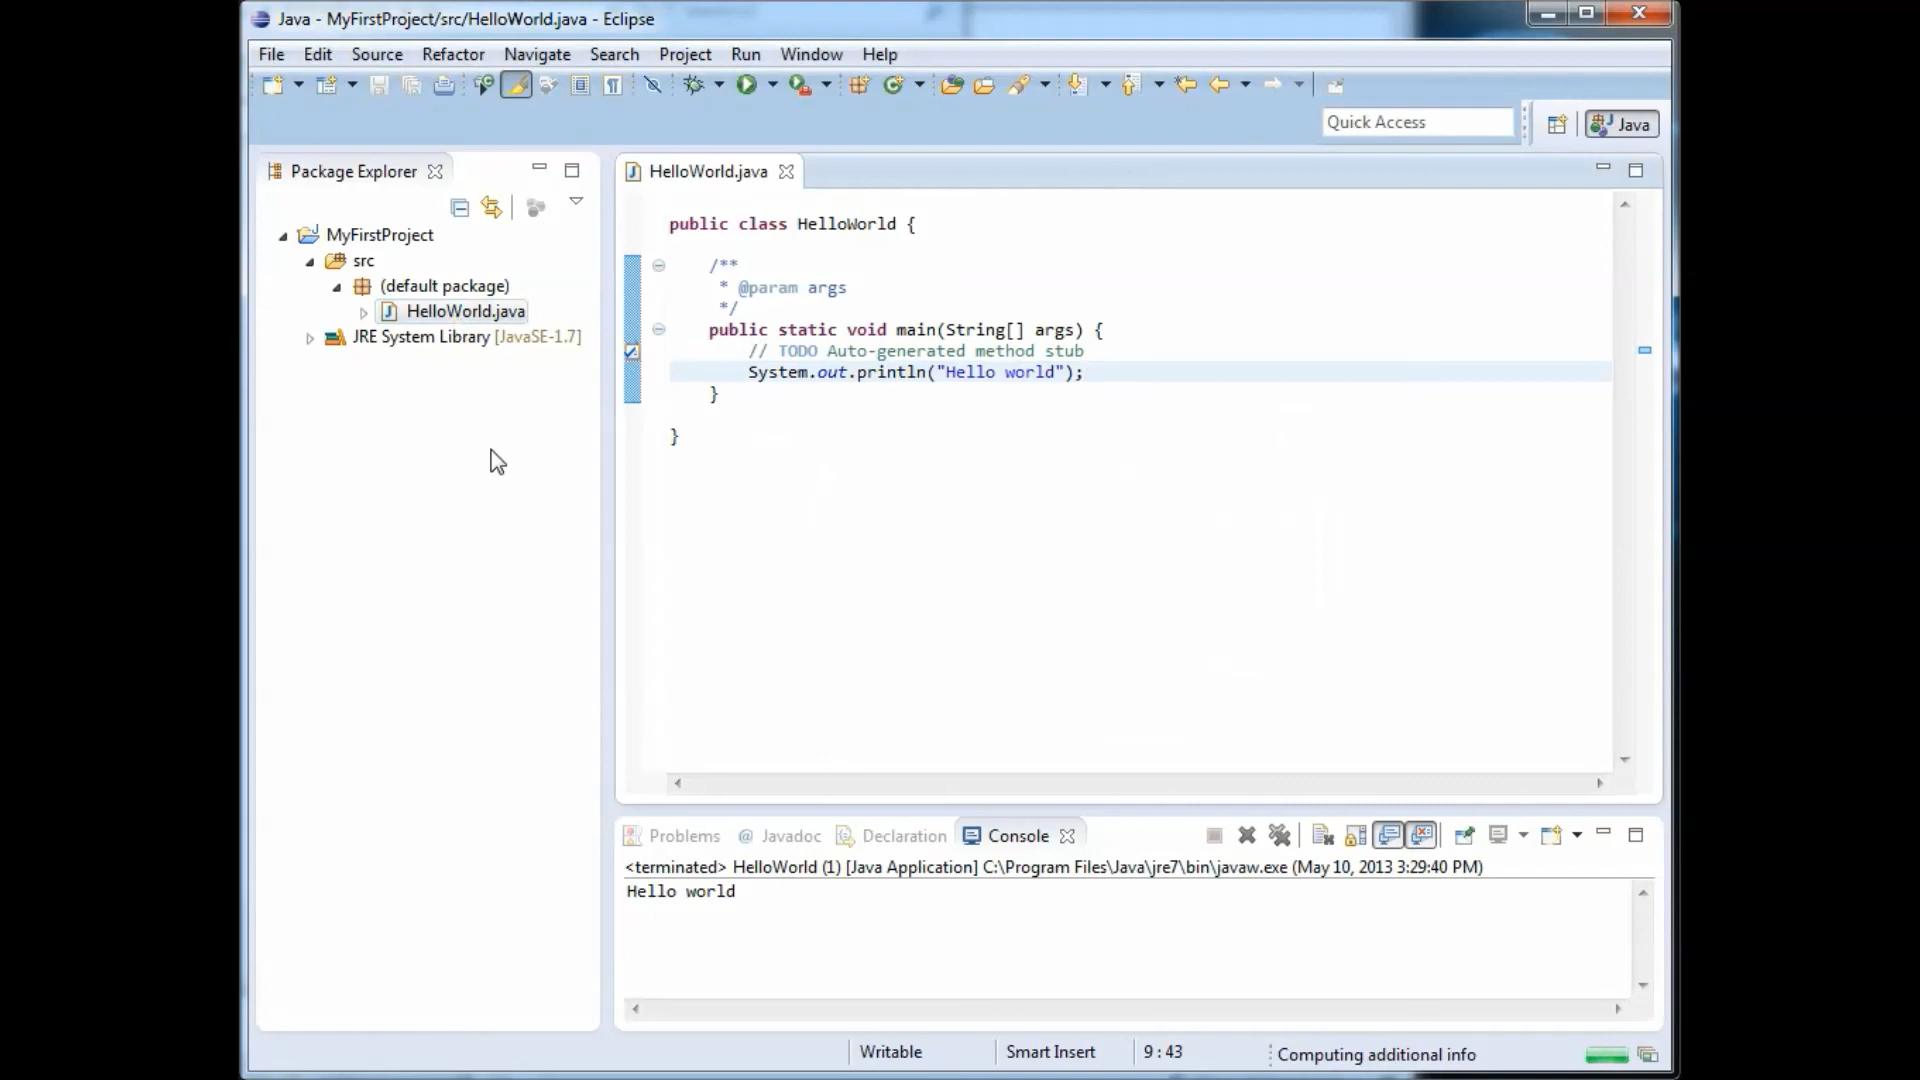 Java - MyFirstProject/src/HelloWorld.java - Eclipse
File Edit Source Refactor Navigate Search Project Run Window Help
Quick Access
Java
Package Explorer
MyFirstProject
src
(default package)
HelloWorld.java
JRE System Library [JavaSE-1.7]
HelloWorld.java
public class HelloWorld {
/**
* @param args
*/
public static void main(String[] args) {
// TODO Auto-generated method stub
System.out.println("Hello world");
}
}
Problems @ Javadoc Declaration Console
<terminated> HelloWorld (1) [Java Application] C:\Program Files\Java\jre7\bin\javaw.exe (May 10, 2013 3:29:40 PM)
Hello world
Writable Smart Insert 9 : 43 Computing additional info